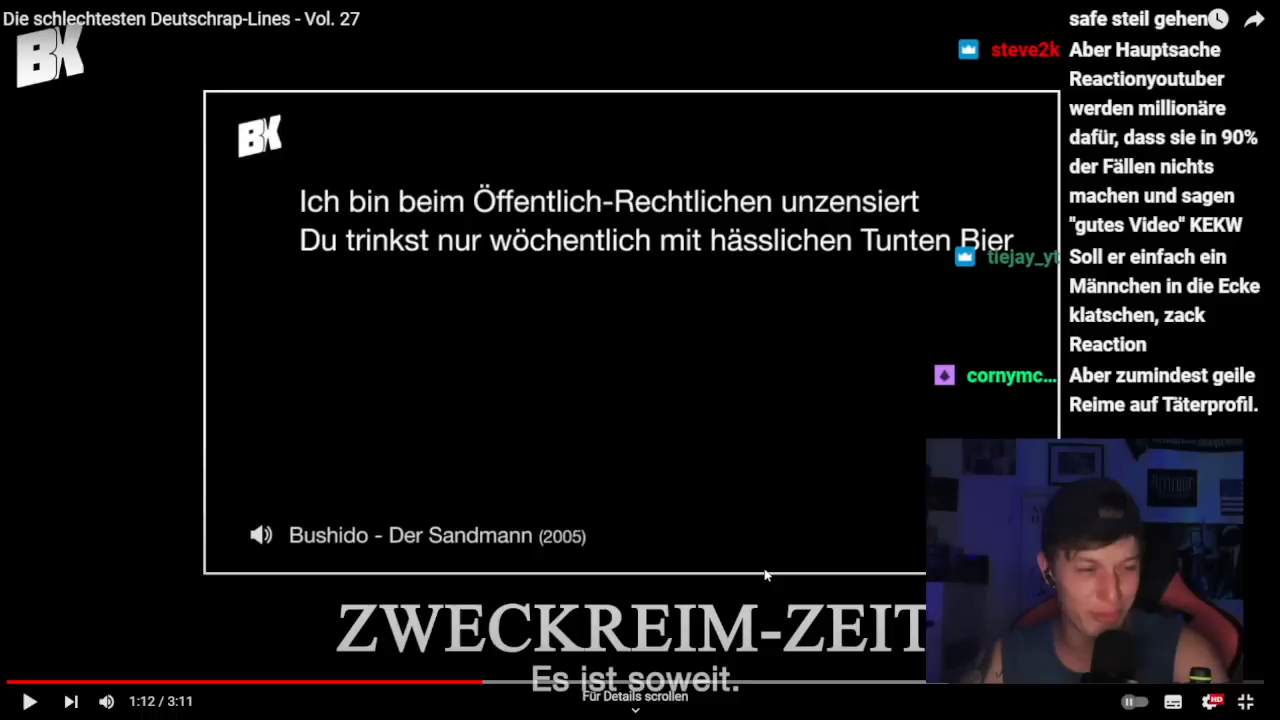 Die schlechtesten Deutschrap-Lines - Vol. 27
BK
BK
Ich bin beim Öffentlich-Rechtlichen unzensiert
Du trinkst nur wöchentlich mit hässlichen Tunten Bier
Bushido - Der Sandmann (2005)
ZWECKREIM-ZEIT
Es ist soweit.
Für Details scrollen
1:12 / 3:11
HD
safe steil gehen
steve2k Aber Hauptsache
Reactionyoutuber
werden millionäre
dafür, dass sie in 90%
der Fällen nichts
machen und sagen
"gutes Video" KEKW
tiejay_yt Soll er einfach ein
Männchen in die Ecke
klatschen, zack
Reaction
cornymc... Aber zumindest geile
Reime auf Täterprofil.